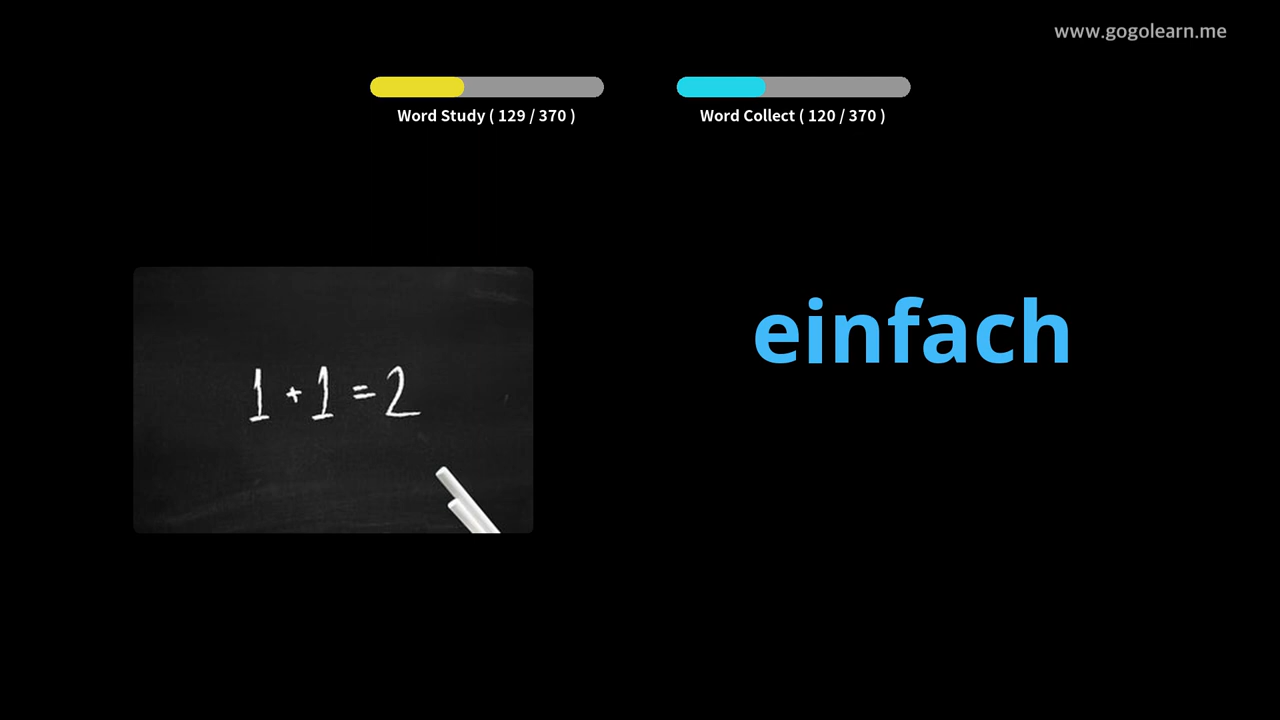 www.gogolearn.me
Word Study ( 129 / 370 )
Word Collect ( 120 / 370 )
einfach
1 + 1 = 2